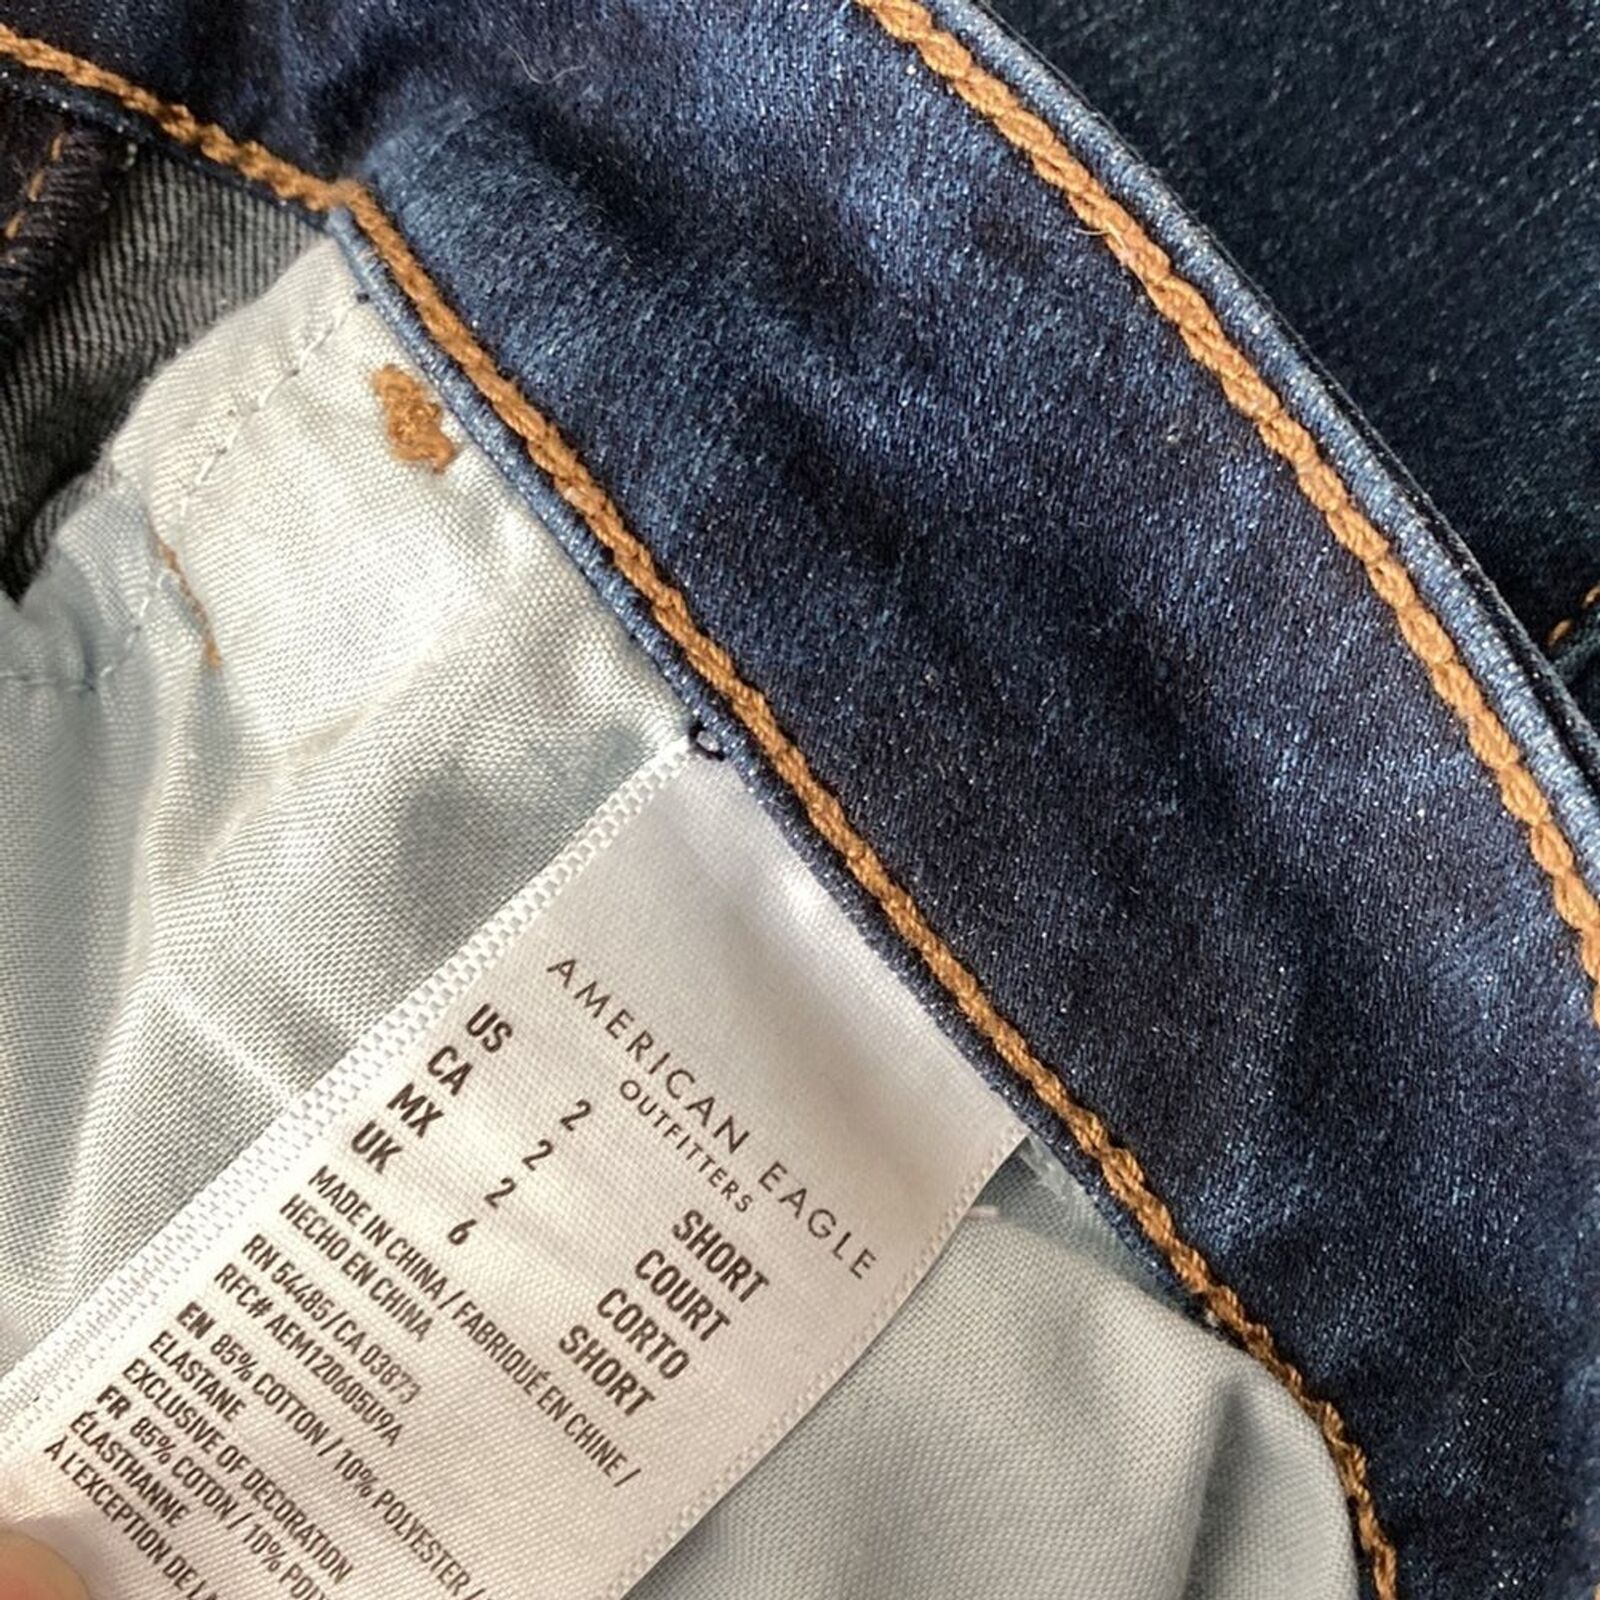 AMERICAN EAGLE
OUTFITTERS
US 2 SHORT
CA 2 COURT
MX 2 CORTO
UK 6 SHORT
MADE IN CHINA / FABRIQUÉ EN CHINE /
HECHO EN CHINA
RN 54485 / CA 03873
RFC# AEM120605U9A
EN 85% COTTON / 10% POLYESTER /
ELASTANE
EXCLUSIVE OF DECORATION
FR 85% COTON / 10%
ÉLASTHANNE
À L'EXCEPTION DE